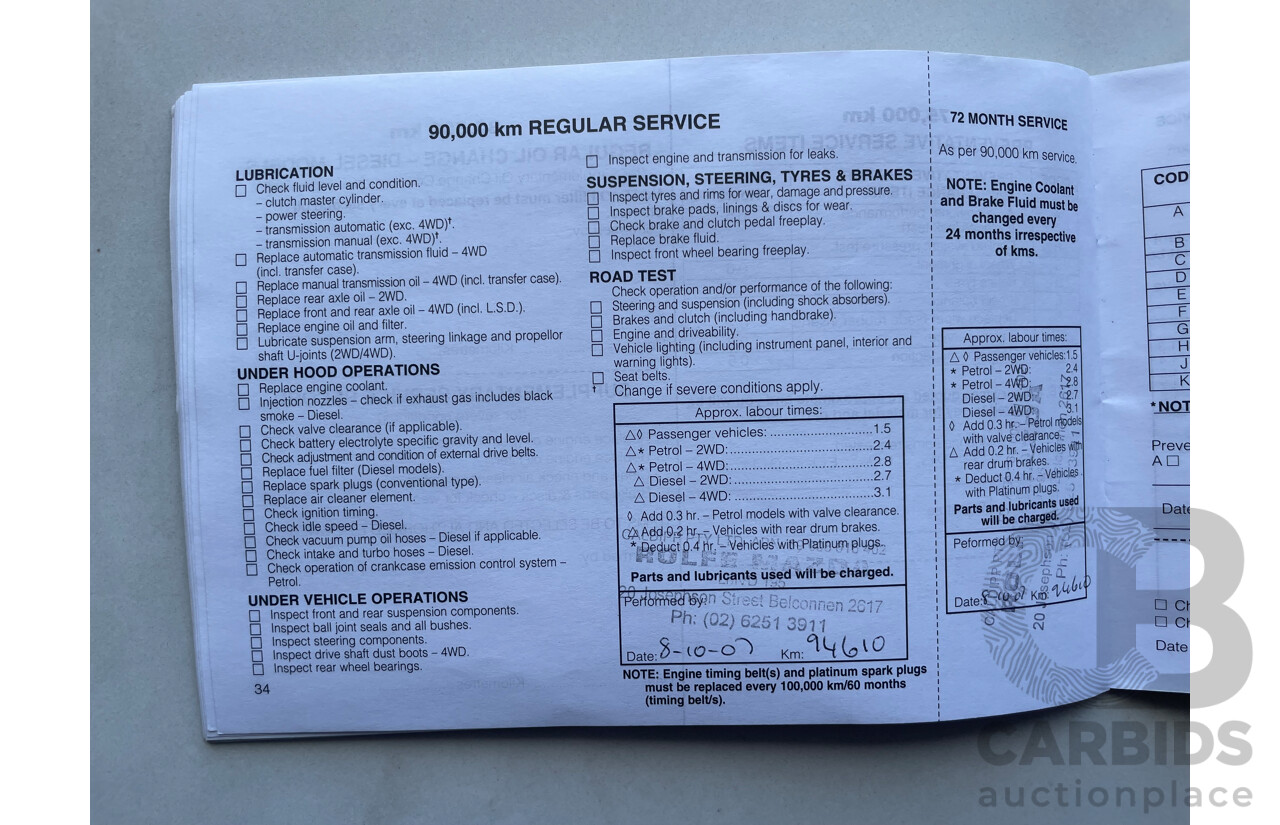 90,000 km REGULAR SERVICE
LUBRICATION
Check fluid level and condition.
– clutch master cylinder.
– power steering.
– transmission automatic (exc. 4WD)†.
– transmission manual (exc. 4WD)†.
Replace automatic transmission fluid – 4WD
(incl. transfer case).
Replace manual transmission oil – 4WD (incl. transfer case).
Replace rear axle oil – 2WD.
Replace front and rear axle oil – 4WD (incl. L.S.D.).
Replace engine oil and filter.
Lubricate suspension arm, steering linkage and propellor
shaft U-joints (2WD/4WD).
UNDER HOOD OPERATIONS
Replace engine coolant.
Injection nozzles – check if exhaust gas includes black
smoke – Diesel.
Check valve clearance (if applicable).
Check battery electrolyte specific gravity and level.
Check adjustment and condition of external drive belts.
Replace fuel filter (Diesel models).
Replace spark plugs (conventional type).
Replace air cleaner element.
Check ignition timing.
Check idle speed – Diesel.
Check vacuum pump oil hoses – Diesel if applicable.
Check intake and turbo hoses – Diesel.
Check operation of crankcase emission control system –
Petrol.
UNDER VEHICLE OPERATIONS
Inspect front and rear suspension components.
Inspect ball joint seals and all bushes.
Inspect steering components.
Inspect drive shaft dust boots – 4WD.
Inspect rear wheel bearings.
34
Inspect engine and transmission for leaks.
SUSPENSION, STEERING, TYRES & BRAKES
Inspect tyres and rims for wear, damage and pressure.
Inspect brake pads, linings & discs for wear.
Check brake and clutch pedal freeplay.
Replace brake fluid.
Inspect front wheel bearing freeplay.
ROAD TEST
Check operation and/or performance of the following:
Steering and suspension (including shock absorbers).
Brakes and clutch (including handbrake).
Engine and driveability.
Vehicle lighting (including instrument panel, interior and
warning lights).
Seat belts.
† Change if severe conditions apply.
Approx. labour times:
△◊ Passenger vehicles: 1.5
△* Petrol – 2WD: 2.4
△* Petrol – 4WD: 2.8
△ Diesel – 2WD: 2.7
△ Diesel – 4WD: 3.1
◊ Add 0.3 hr. – Petrol models with valve clearance.
△ Add 0.2 hr. – Vehicles with rear drum brakes.
* Deduct 0.4 hr. – Vehicles with Platinum plugs.
ROLFE
Parts and lubricants used will be charged.
Performed by:
20 Josephson Street Belconnen 2617
Ph: (02) 6251 3911
Date: 8-10-07 Km: 94610
NOTE: Engine timing belt(s) and platinum spark plugs
must be replaced every 100,000 km/60 months
(timing belt/s).
72 MONTH SERVICE
As per 90,000 km service.
NOTE: Engine Coolant
and Brake Fluid must be
changed every
24 months irrespective
of kms.
Approx. labour times:
△ ◊ Passenger vehicles: 1.5
* Petrol – 2WD: 2.4
* Petrol – 4WD: 2.8
Diesel – 2WD: 2.7
Diesel – 4WD: 3.1
◊ Add 0.3 hr. – Petrol models
with valve clearance.
△ Add 0.2 hr. – Vehicles with
rear drum brakes.
* Deduct 0.4 hr. – Vehicles
with Platinum plugs.
Parts and lubricants used
will be charged.
Peformed by:
Date: 8-10-07 Km 94610
20 Josephson
Ph:
COD
A
B
C
D
E
F
G
H
J
K
*NOT
Preve
A
Date
Ch
Ch
Date
CB
CARBIDS
auctionplace